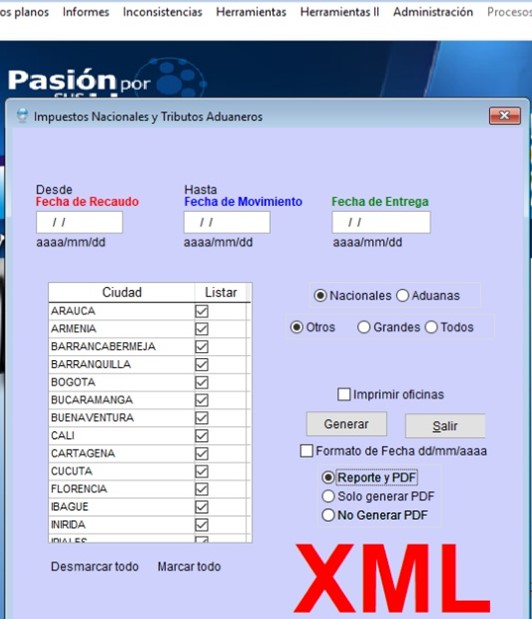 os planos Informes Inconsistencias Herramientas Herramientas II Administración Procesos
Pasión por
Impuestos Nacionales y Tributos Aduaneros
Desde Hasta
Fecha de Recaudo Fecha de Movimiento Fecha de Entrega
/ / / / / /
aaaa/mm/dd aaaa/mm/dd aaaa/mm/dd
Ciudad Listar
ARAUCA
ARMENIA
BARRANCABERMEJA
BARRANQUILLA
BOGOTA
BUCARAMANGA
BUENAVENTURA
CALI
CARTAGENA
CUCUTA
FLORENCIA
IBAGUE
INIRIDA
IPIALES
Desmarcar todo Marcar todo
Nacionales Aduanas
Otros Grandes Todos
Imprimir oficinas
Generar Salir
Formato de Fecha dd/mm/aaaa
Reporte y PDF
Solo generar PDF
No Generar PDF
XML